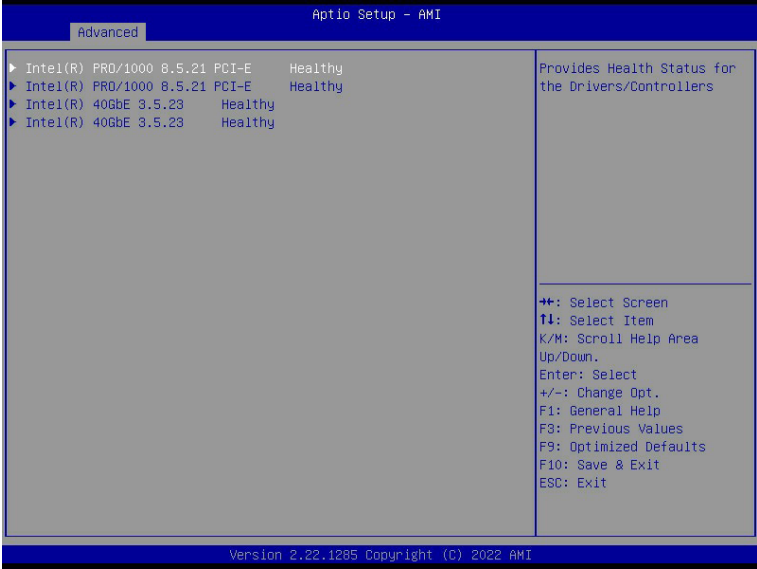 Aptio Setup - AMI
Advanced
Intel(R) PRO/1000 8.5.21 PCI-E Healthy
Intel(R) PRO/1000 8.5.21 PCI-E Healthy
Intel(R) 40GbE 3.5.23 Healthy
Intel(R) 40GbE 3.5.23 Healthy
Provides Health Status for
the Drivers/Controllers
→←: Select Screen
↑↓: Select Item
K/M: Scroll Help Area
Up/Down.
Enter: Select
+/-: Change Opt.
F1: General Help
F3: Previous Values
F9: Optimized Defaults
F10: Save & Exit
ESC: Exit
Version 2.22.1285 Copyright (C) 2022 AMI